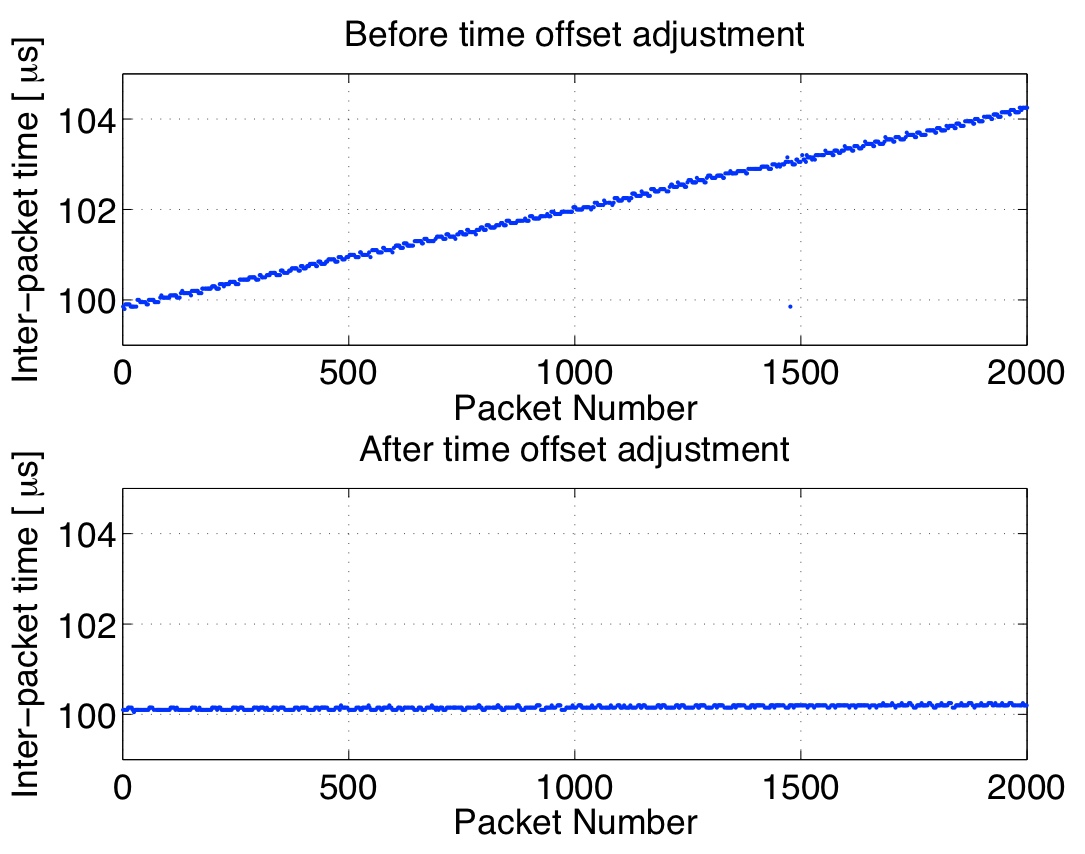 Before time offset adjustment
Inter-packet time [ μs]
104
102
100
0 500 1000 1500 2000
Packet Number
After time offset adjustment
Inter-packet time [ μs]
104
102
100
0 500 1000 1500 2000
Packet Number